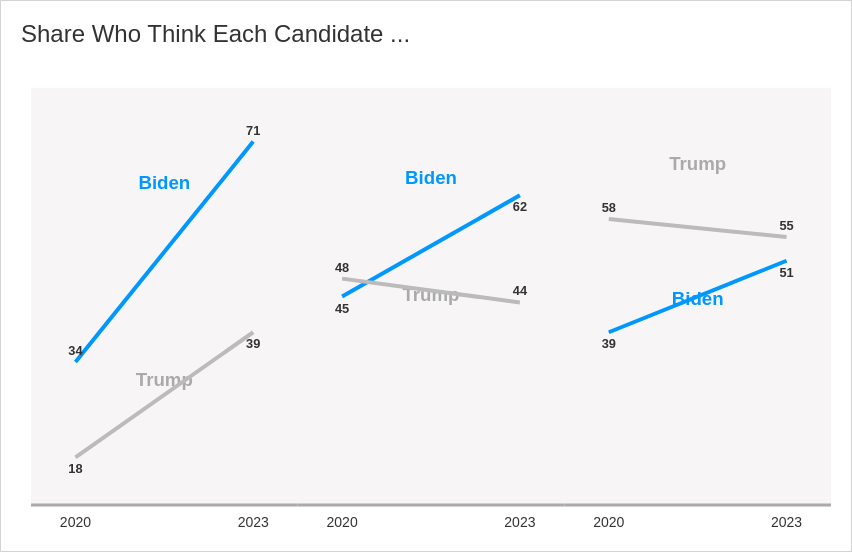 Share Who Think Each Candidate ...
71
Biden
34
Trump
39
18
Biden
62
48
45
Trump
44
Trump
58
55
51
Biden
39
2020 2023 2020 2023 2020 2023